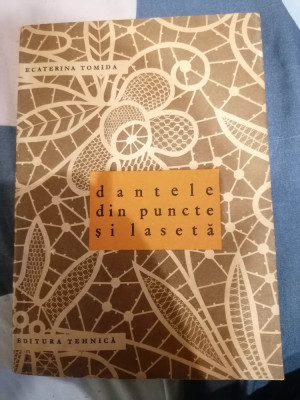 ECATERINA TOMIDA
dantele
din puncte
și lasetă
EDITURA TEHNICĂ